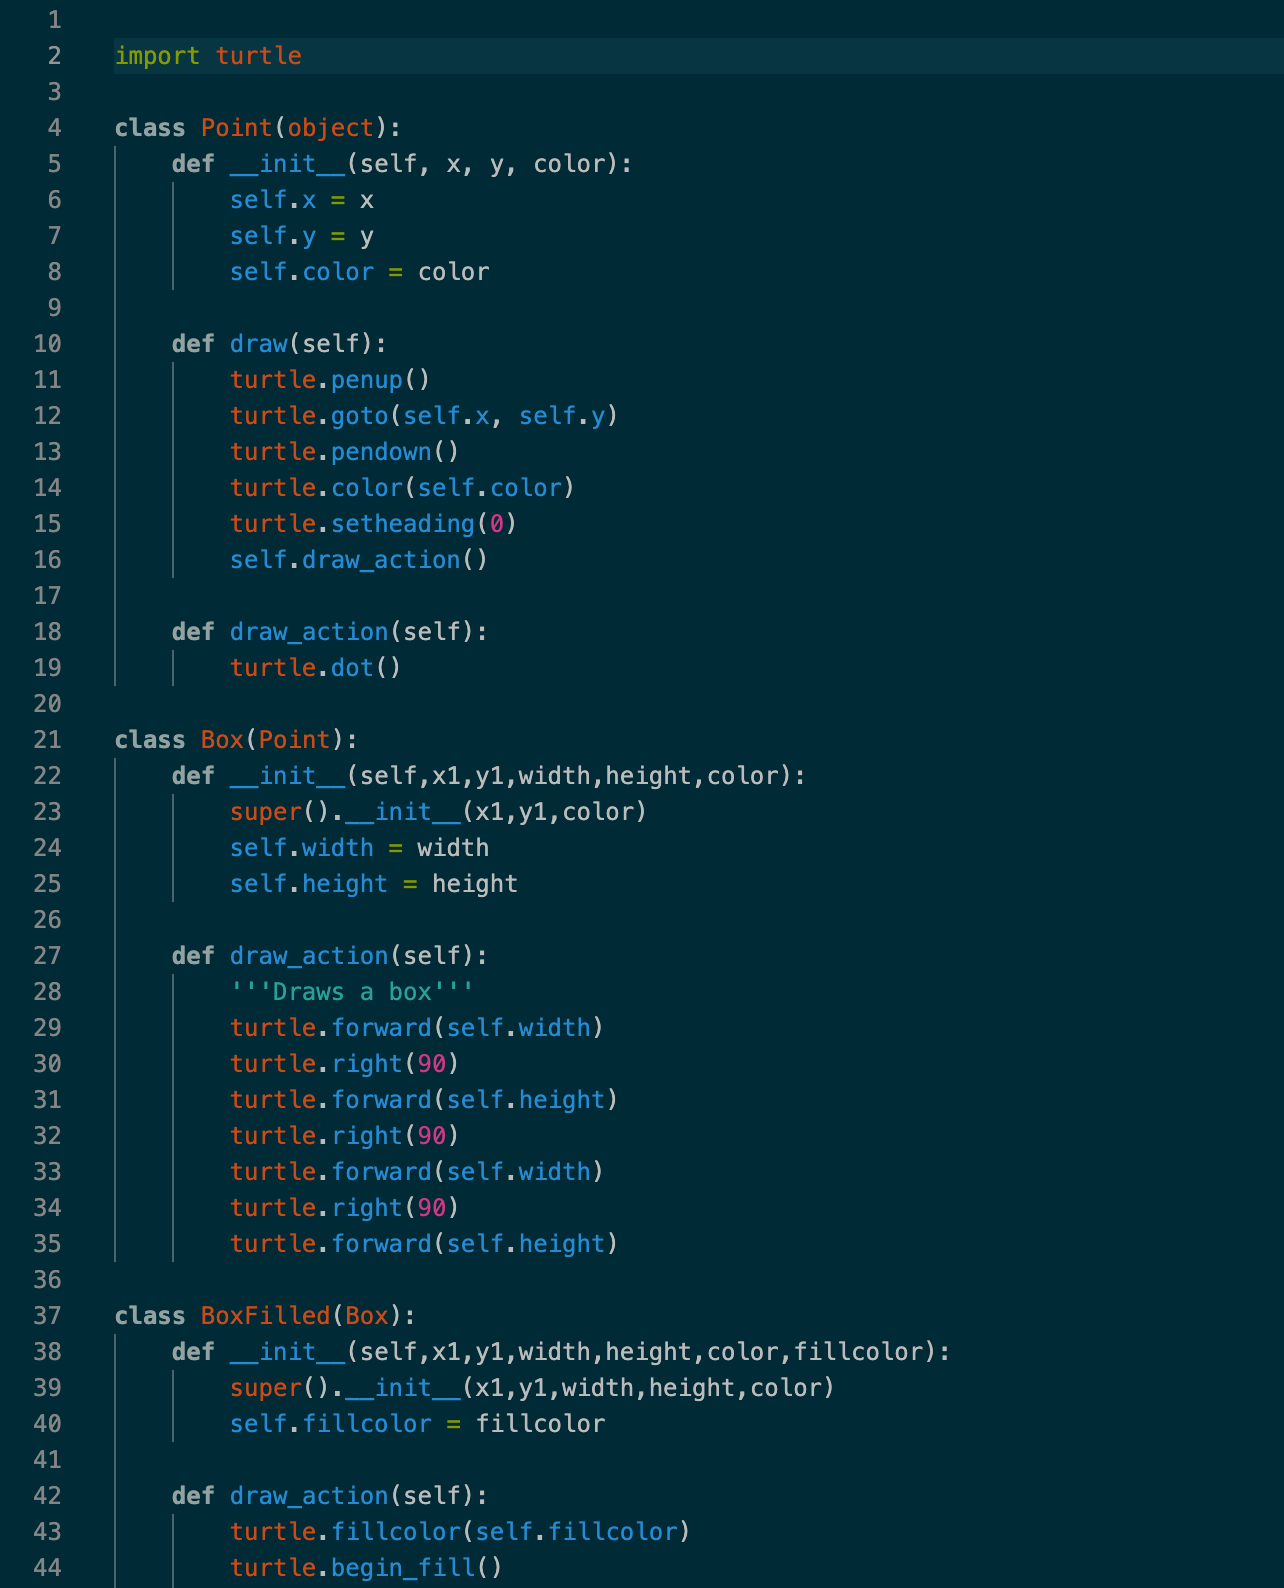 1
2 import turtle
3
4 class Point(object):
5     def __init__(self, x, y, color):
6         self.x = x
7         self.y = y
8         self.color = color
9
10     def draw(self):
11         turtle.penup()
12         turtle.goto(self.x, self.y)
13         turtle.pendown()
14         turtle.color(self.color)
15         turtle.setheading(0)
16         self.draw_action()
17
18     def draw_action(self):
19         turtle.dot()
20
21 class Box(Point):
22     def __init__(self,x1,y1,width,height,color):
23         super().__init__(x1,y1,color)
24         self.width = width
25         self.height = height
26
27     def draw_action(self):
28         '''Draws a box'''
29         turtle.forward(self.width)
30         turtle.right(90)
31         turtle.forward(self.height)
32         turtle.right(90)
33         turtle.forward(self.width)
34         turtle.right(90)
35         turtle.forward(self.height)
36
37 class BoxFilled(Box):
38     def __init__(self,x1,y1,width,height,color,fillcolor):
39         super().__init__(x1,y1,width,height,color)
40         self.fillcolor = fillcolor
41
42     def draw_action(self):
43         turtle.fillcolor(self.fillcolor)
44         turtle.begin_fill()